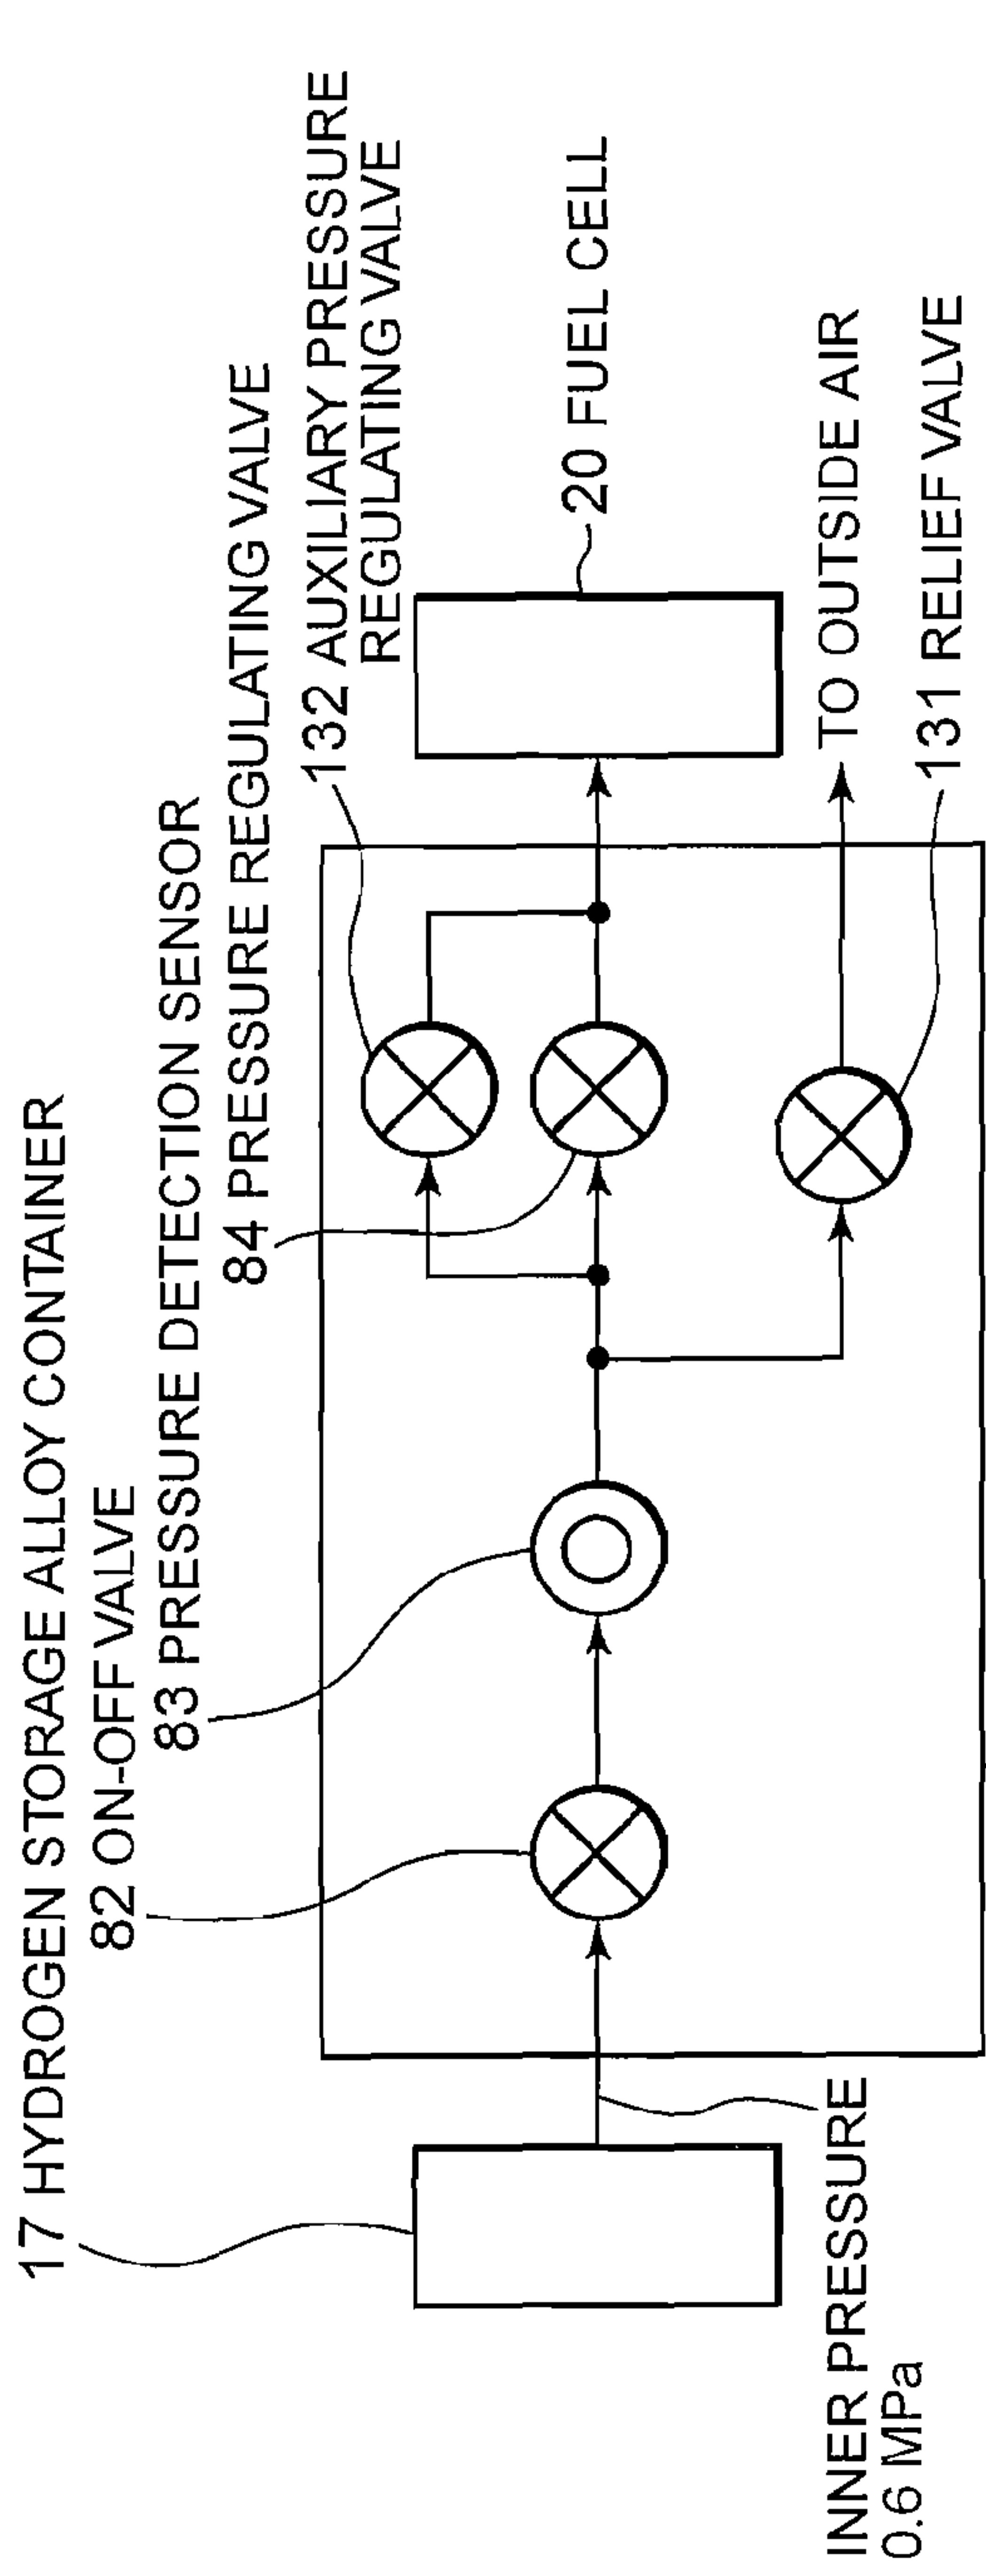 17 HYDROGEN STORAGE ALLOY CONTAINER
82 ON-OFF VALVE
83 PRESSURE DETECTION SENSOR
84 PRESSURE REGULATING VALVE
132 AUXILIARY PRESSURE
REGULATING VALVE
20 FUEL CELL
TO OUTSIDE AIR
131 RELIEF VALVE
INNER PRESSURE
0.6 MPa